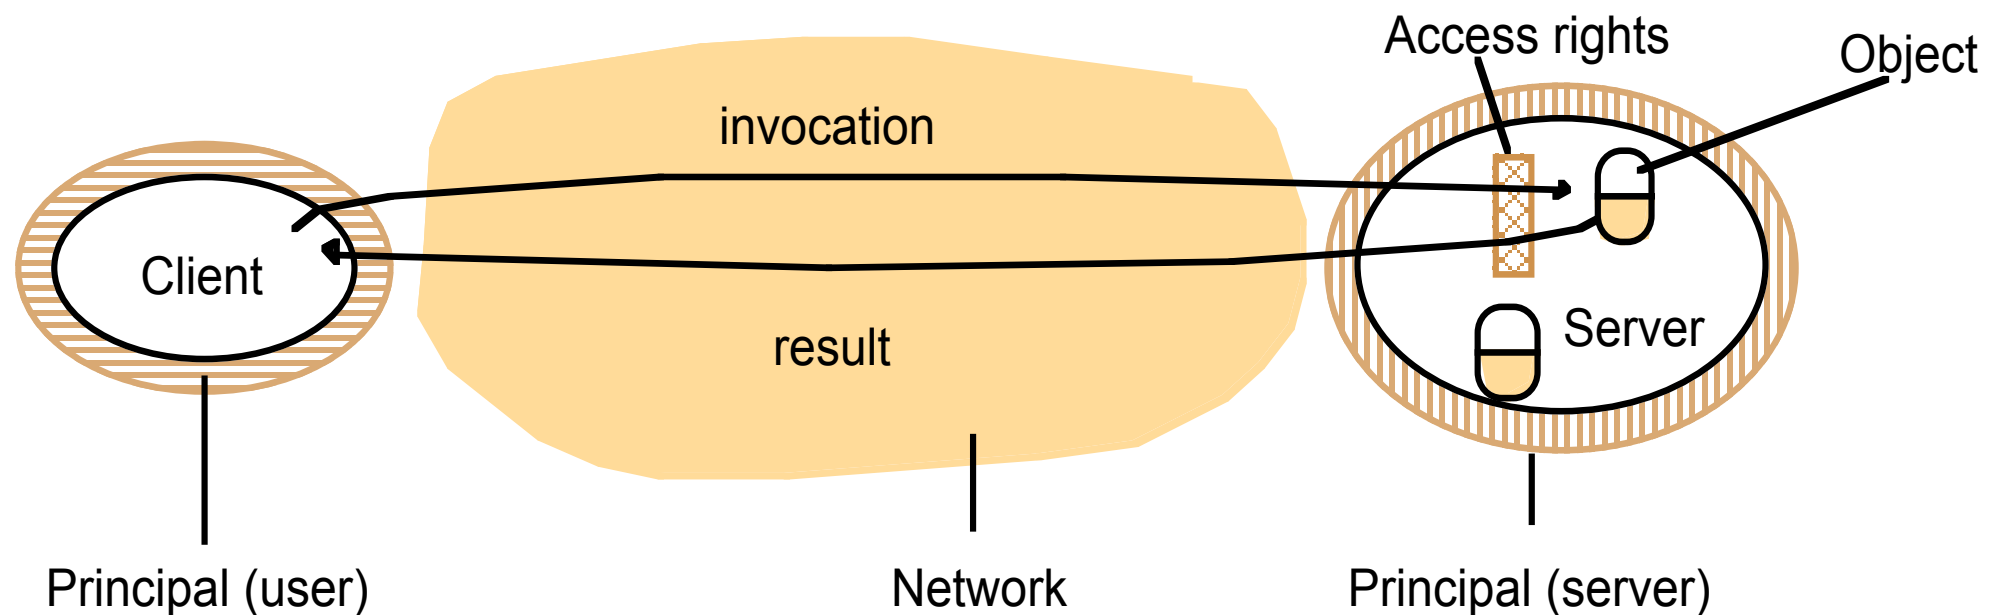 Access rights
Object
invocation
Client
result
Server
Principal (user)
Network
Principal (server)